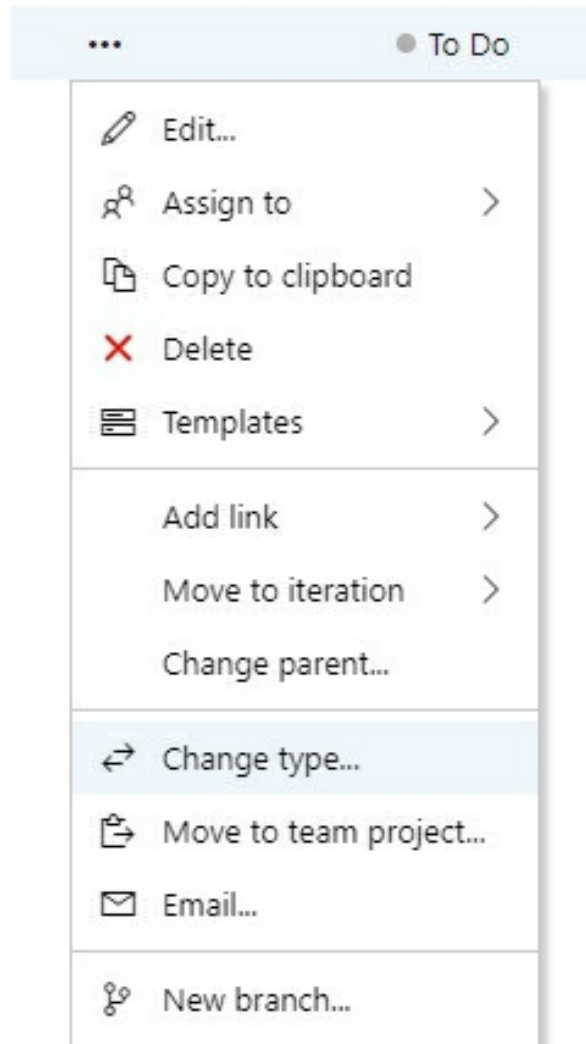 ... To Do
Edit...
Assign to
Copy to clipboard
Delete
Templates
Add link
Move to iteration
Change parent...
Change type...
Move to team project...
Email...
New branch...